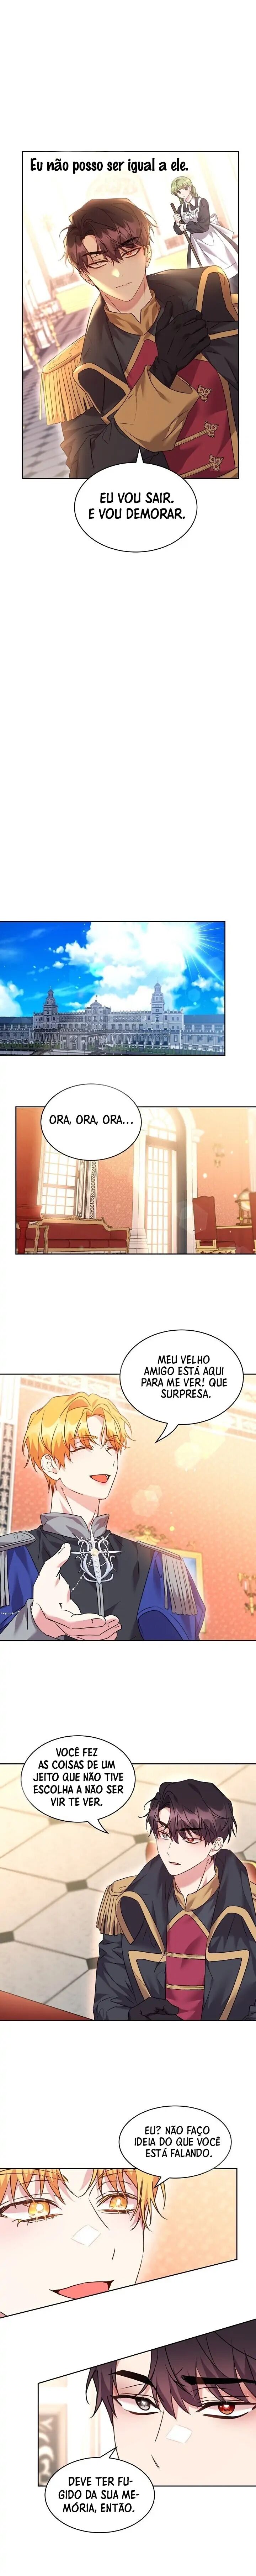 Eu não posso ser igual a ele.
EU VOU SAIR.
E VOU DEMORAR.
ORA, ORA, ORA...
MEU VELHO
AMIGO ESTÁ AQUI
PARA ME VER! QUE
SURPRESA.
VOCÊ FEZ
AS COISAS DE UM
JEITO QUE NÃO TIVE
ESCOLHA A NÃO SER
VIR TE VER.
EU? NÃO FAÇO
IDEIA DO QUE VOCÊ
ESTÁ FALANDO.
DEVE TER FU-
GIDO DA SUA ME-
MÓRIA, ENTÃO.